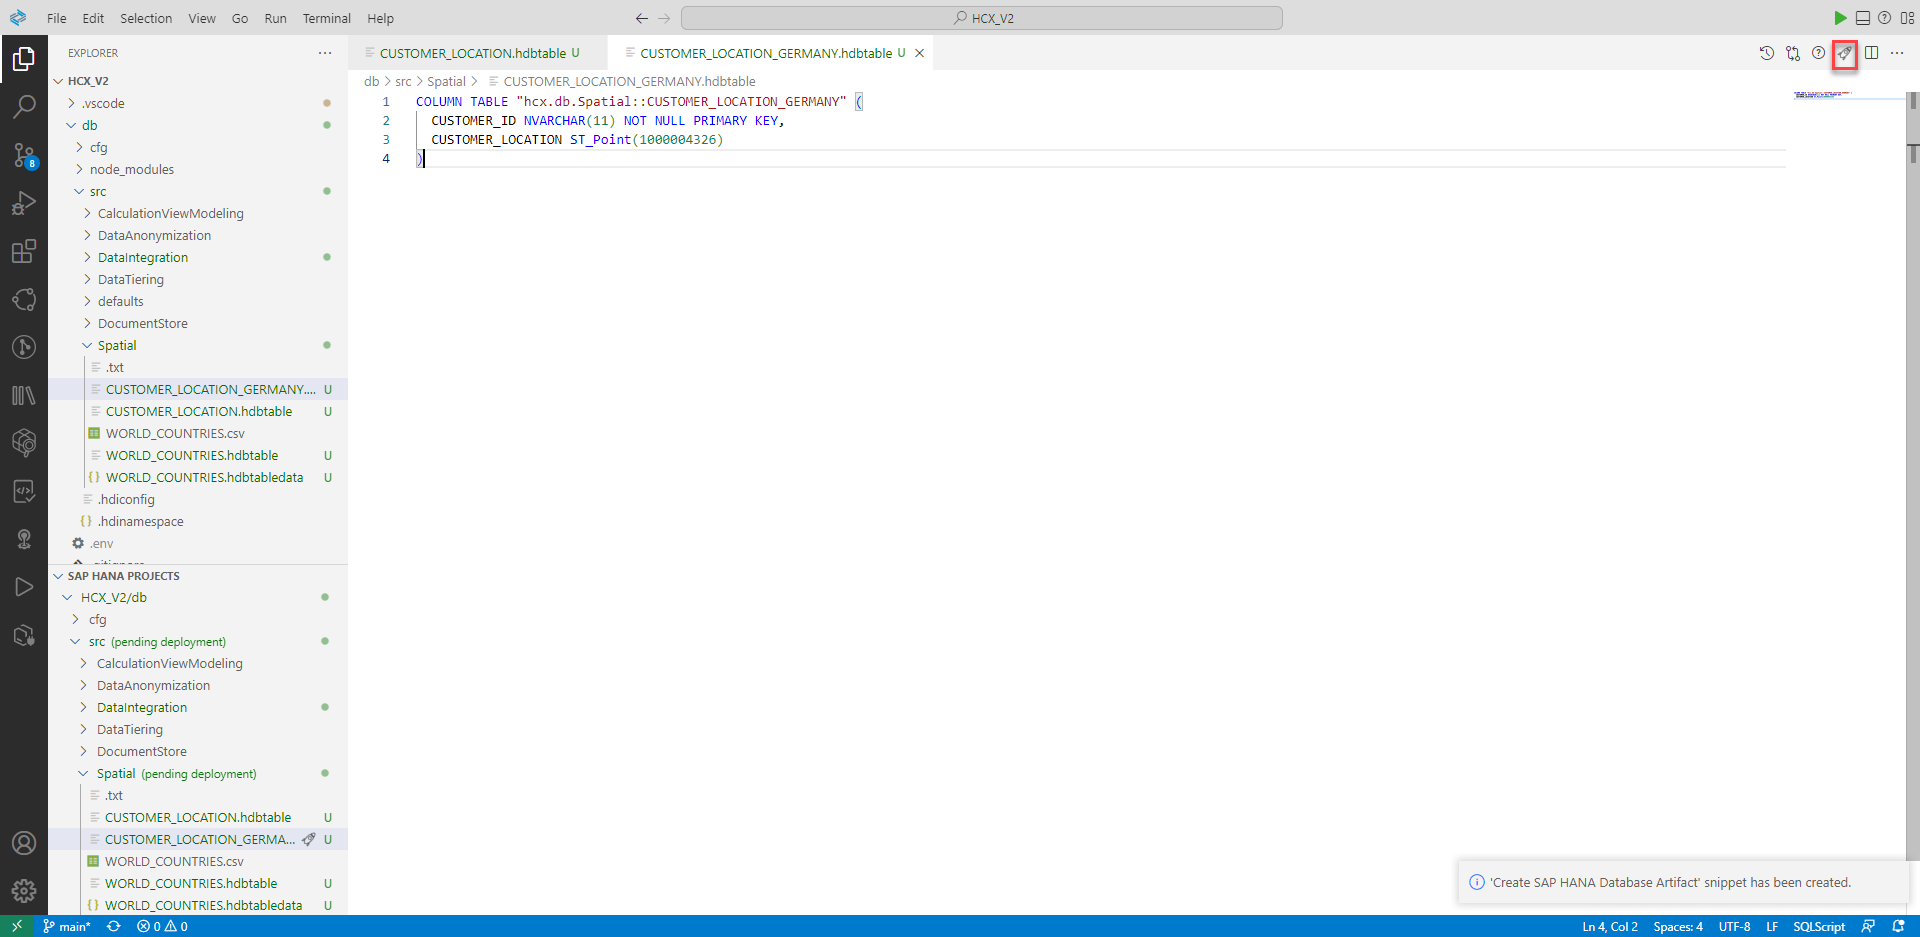 File Edit Selection View Go Run Terminal Help
HCX_V2
EXPLORER
CUSTOMER_LOCATION.hdbtable U
CUSTOMER_LOCATION_GERMANY.hdbtable U
db > src > Spatial > CUSTOMER_LOCATION_GERMANY.hdbtable
1 COLUMN TABLE "hcx.db.Spatial::CUSTOMER_LOCATION_GERMANY" (
2 CUSTOMER_ID NVARCHAR(11) NOT NULL PRIMARY KEY,
3 CUSTOMER_LOCATION ST_Point(1000004326)
4 )
HCX_V2
.vscode
db
cfg
node_modules
src
CalculationViewModeling
DataAnonymization
DataIntegration
DataTiering
defaults
DocumentStore
Spatial
.txt
CUSTOMER_LOCATION_GERMANY.... U
CUSTOMER_LOCATION.hdbtable U
WORLD_COUNTRIES.csv
WORLD_COUNTRIES.hdbtable U
{} WORLD_COUNTRIES.hdbtabledata U
.hdiconfig
{} .hdinamespace
.env
SAP HANA PROJECTS
HCX_V2/db
cfg
src (pending deployment)
CalculationViewModeling
DataAnonymization
DataIntegration
DataTiering
DocumentStore
Spatial (pending deployment)
.txt
CUSTOMER_LOCATION.hdbtable U
CUSTOMER_LOCATION_GERMA... U
WORLD_COUNTRIES.csv
WORLD_COUNTRIES.hdbtable U
{} WORLD_COUNTRIES.hdbtabledata U
8
'Create SAP HANA Database Artifact' snippet has been created.
main* 0 0
Ln 4, Col 2 Spaces: 4 UTF-8 LF SQLScript